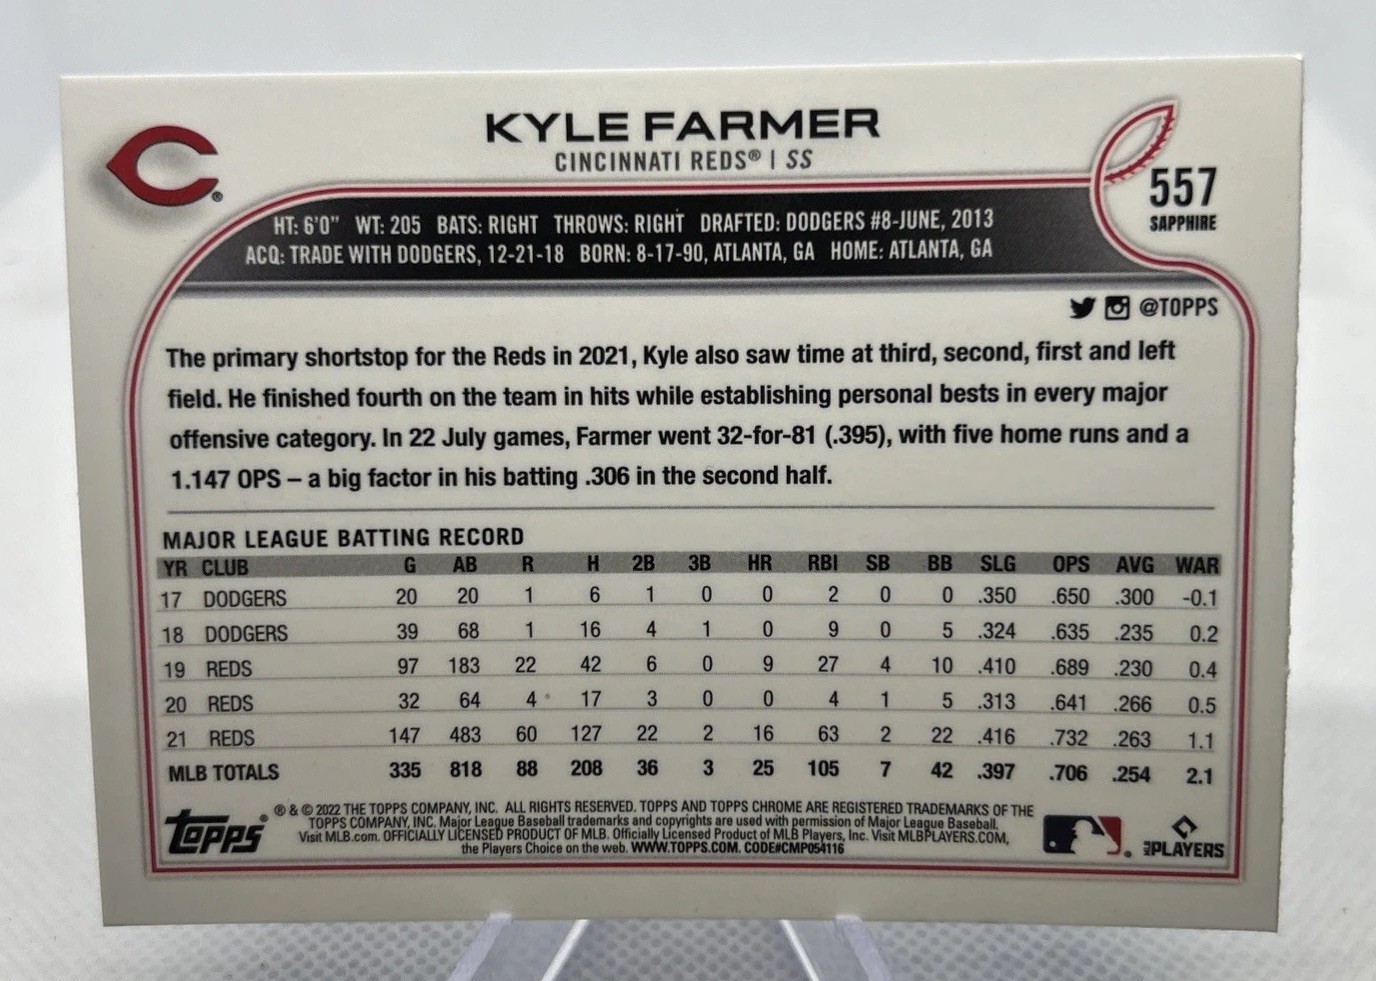 KYLE FARMER
CINCINNATI REDS® | SS
557
SAPPHIRE
HT: 6'0" WT: 205 BATS: RIGHT THROWS: RIGHT DRAFTED: DODGERS #8-JUNE, 2013
ACQ: TRADE WITH DODGERS, 12-21-18 BORN: 8-17-90, ATLANTA, GA HOME: ATLANTA, GA
@TOPPS
The primary shortstop for the Reds in 2021, Kyle also saw time at third, second, first and left
field. He finished fourth on the team in hits while establishing personal bests in every major
offensive category. In 22 July games, Farmer went 32-for-81 (.395), with five home runs and a
1.147 OPS – a big factor in his batting .306 in the second half.
MAJOR LEAGUE BATTING RECORD
YR CLUB G AB R H 2B 3B HR RBI SB BB SLG OPS AVG WAR
17 DODGERS 20 20 1 6 1 0 0 2 0 0 .350 .650 .300 -0.1
18 DODGERS 39 68 1 16 4 1 0 9 0 5 .324 .635 .235 0.2
19 REDS 97 183 22 42 6 0 9 27 4 10 .410 .689 .230 0.4
20 REDS 32 64 4 17 3 0 0 4 1 5 .313 .641 .266 0.5
21 REDS 147 483 60 127 22 2 16 63 2 22 .416 .732 .263 1.1
MLB TOTALS 335 818 88 208 36 3 25 105 7 42 .397 .706 .254 2.1
Topps®
® & © 2022 THE TOPPS COMPANY, INC. ALL RIGHTS RESERVED. TOPPS AND TOPPS CHROME ARE REGISTERED TRADEMARKS OF THE
TOPPS COMPANY, INC. Major League Baseball trademarks and copyrights are used with permission of Major League Baseball.
Visit MLB.com. OFFICIALLY LICENSED PRODUCT OF MLB. Officially Licensed Product of MLB Players, Inc. Visit MLBPLAYERS.COM,
the Players Choice on the web. WWW.TOPPS.COM. CODE#CMP054116
MLB PLAYERS